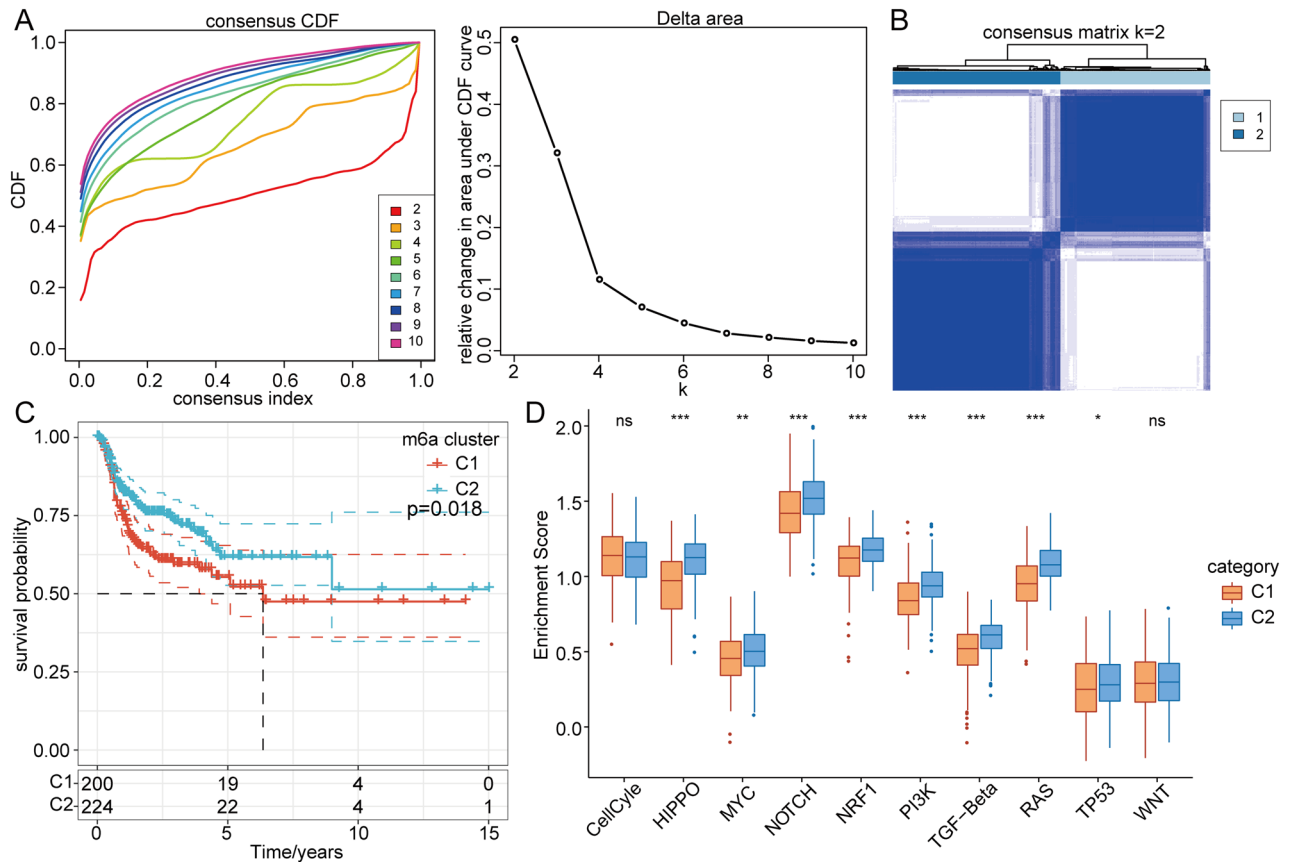 A
consensus CDF
CDF
1.0
0.8
0.6
0.4
0.2
0.0
2
3
4
5
6
7
8
9
10
0.0 0.2 0.4 0.6 0.8 1.0
consensus index
Delta area
relative change in area under CDF curve
0.5
0.3
0.2
0.1
0.0
2 4 6 8 10
k
B
consensus matrix k=2
1
2
C
survival probability
1.00
0.75
0.50
0.25
0.00
m6a cluster
C1
C2
p=0.018
C1 200 19 4 0
C2 224 22 4 1
0 5 10 15
Time/years
D
Enrichment Score
2.0
1.5
1.0
0.5
0.0
ns *** ** *** *** *** *** *** * ns
category
C1
C2
CellCyle HIPPO MYC NOTCH NRF1 PI3K TGF-Beta RAS TP53 WNT